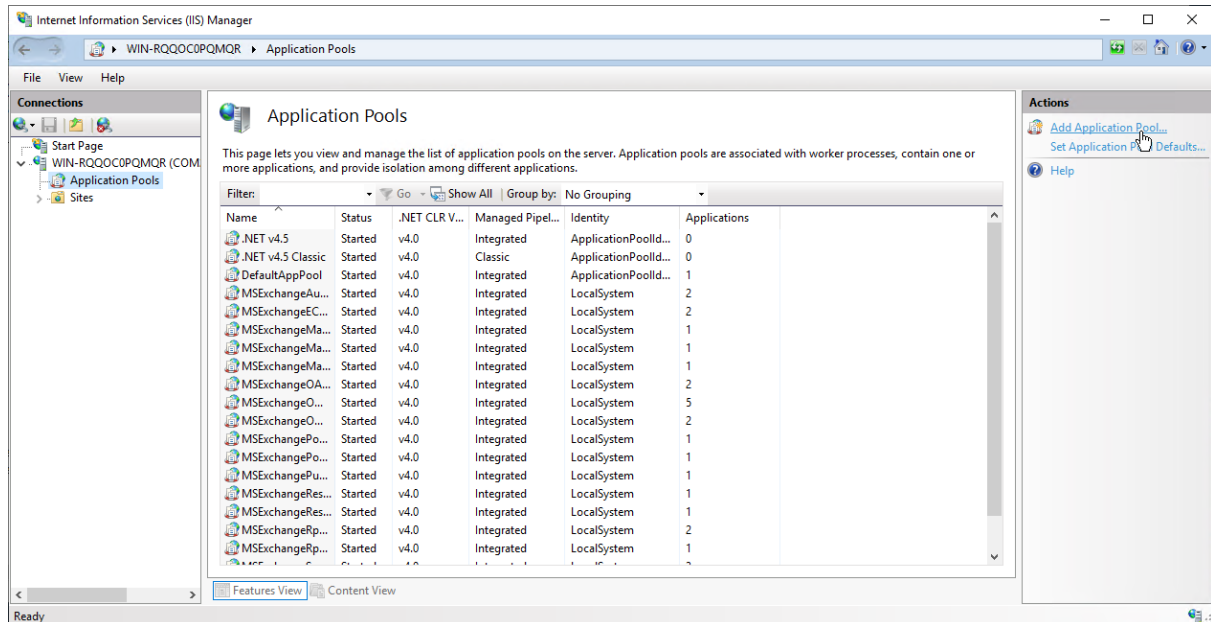 Internet Information Services (IIS) Manager
WIN-RQQOC0PQMQR Application Pools
File View Help
Connections
Start Page
WIN-RQQOC0PQMQR (COM
Application Pools
Sites
Application Pools
This page lets you view and manage the list of application pools on the server. Application pools are associated with worker processes, contain one or
more applications, and provide isolation among different applications.
Filter: Go Show All Group by: No Grouping
Name Status .NET CLR V... Managed Pipel... Identity Applications
.NET v4.5 Started v4.0 Integrated ApplicationPoolId... 0
.NET v4.5 Classic Started v4.0 Classic ApplicationPoolId... 0
DefaultAppPool Started v4.0 Integrated ApplicationPoolId... 1
MSExchangeAu... Started v4.0 Integrated LocalSystem 2
MSExchangeEC... Started v4.0 Integrated LocalSystem 2
MSExchangeMa... Started v4.0 Integrated LocalSystem 1
MSExchangeMa... Started v4.0 Integrated LocalSystem 1
MSExchangeMa... Started v4.0 Integrated LocalSystem 1
MSExchangeOA... Started v4.0 Integrated LocalSystem 2
MSExchangeO... Started v4.0 Integrated LocalSystem 5
MSExchangeO... Started v4.0 Integrated LocalSystem 2
MSExchangePo... Started v4.0 Integrated LocalSystem 1
MSExchangePo... Started v4.0 Integrated LocalSystem 1
MSExchangePu... Started v4.0 Integrated LocalSystem 1
MSExchangeRes... Started v4.0 Integrated LocalSystem 1
MSExchangeRes... Started v4.0 Integrated LocalSystem 1
MSExchangeRp... Started v4.0 Integrated LocalSystem 2
MSExchangeRp... Started v4.0 Integrated LocalSystem 1
Features View Content View
Actions
Add Application Pool...
Set Application Defaults...
Help
Ready